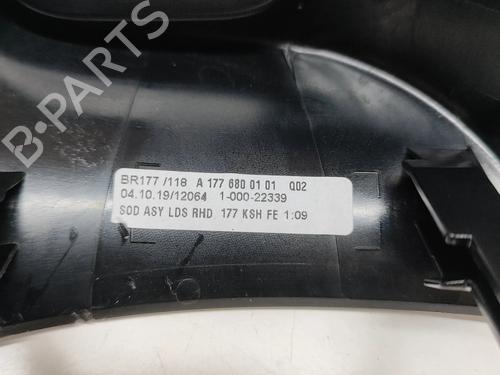 B-PARTS
BR177 /118 A 177 680 01 01 Q02
04.10.19/12064 1-000-22339
SOD ASY LDS RHD 177 KSH FE 1:09